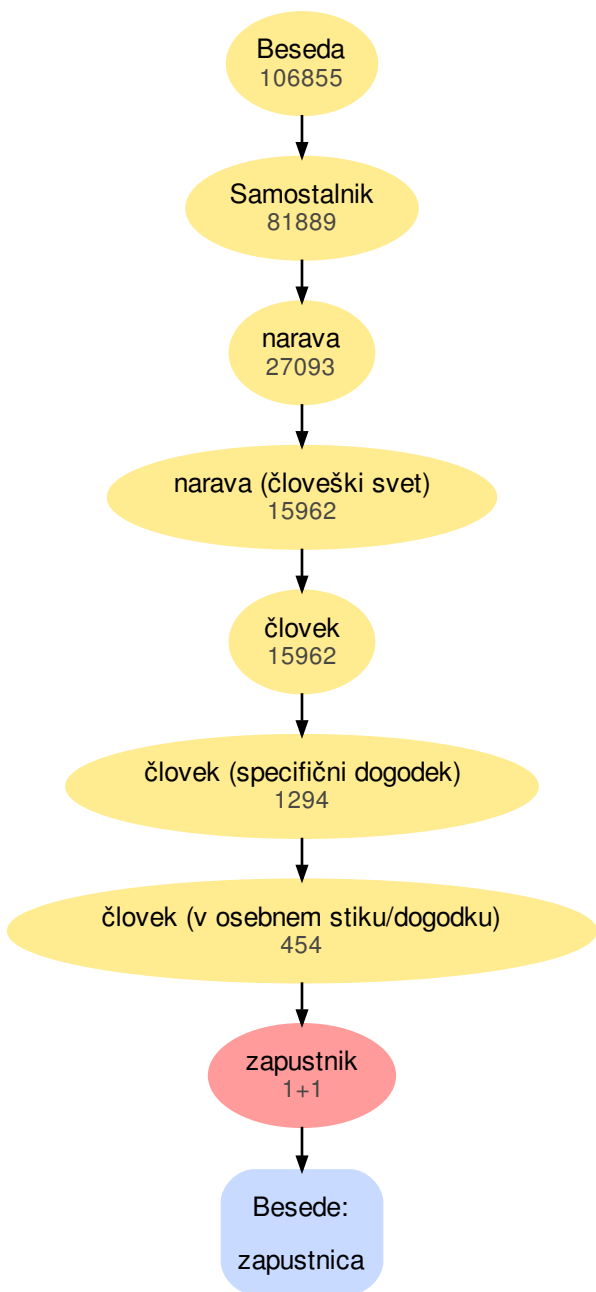 Beseda
106855
Samostalnik
81889
narava
27093
narava (človeški svet)
15962
človek
15962
človek (specifični dogodek)
1294
človek (v osebnem stiku/dogodku)
454
zapustnik
1+1
Besede:
zapustnica